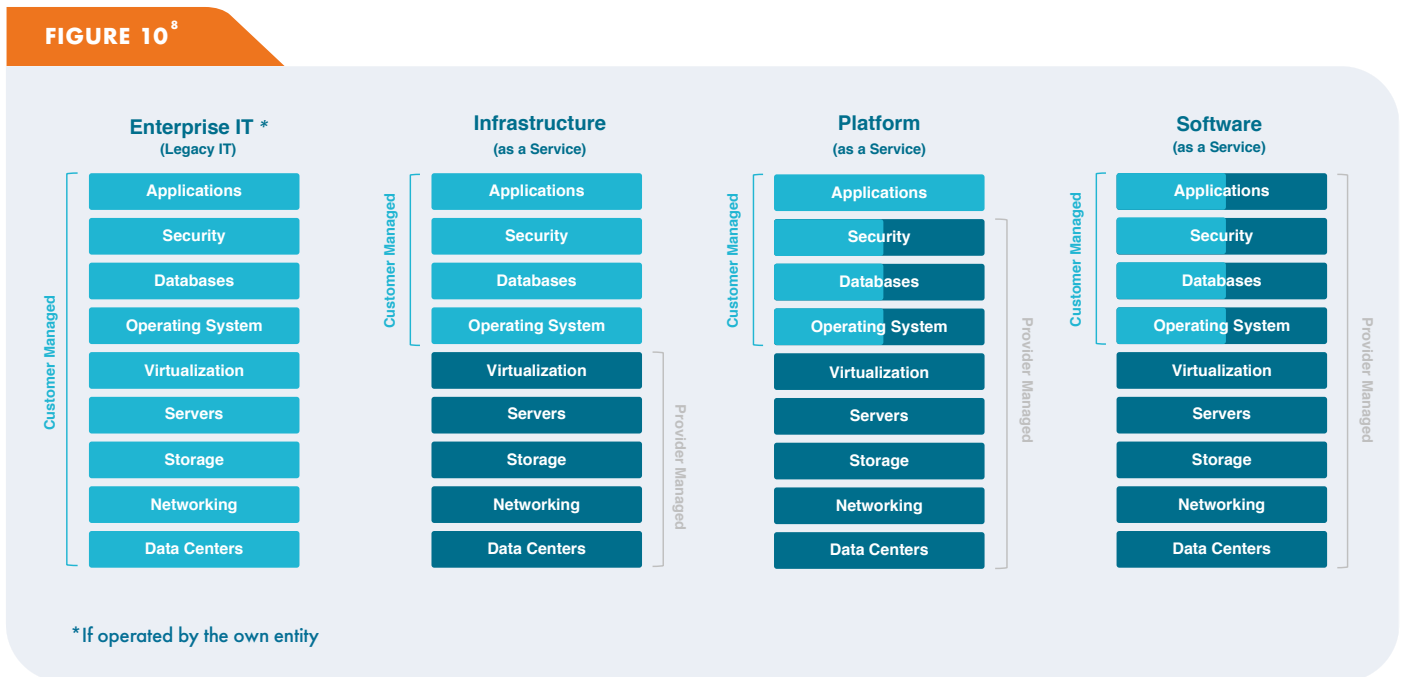 FIGURE 10⁸
Enterprise IT *
(Legacy IT)
Customer Managed
Applications
Security
Databases
Operating System
Virtualization
Servers
Storage
Networking
Data Centers
Infrastructure
(as a Service)
Customer Managed
Applications
Security
Databases
Operating System
Virtualization
Servers
Storage
Networking
Data Centers
Provider Managed
Platform
(as a Service)
Customer Managed
Applications
Security
Databases
Operating System
Virtualization
Servers
Storage
Networking
Data Centers
Provider Managed
Software
(as a Service)
Customer Managed
Applications
Security
Databases
Operating System
Virtualization
Servers
Storage
Networking
Data Centers
Provider Managed
*If operated by the own entity